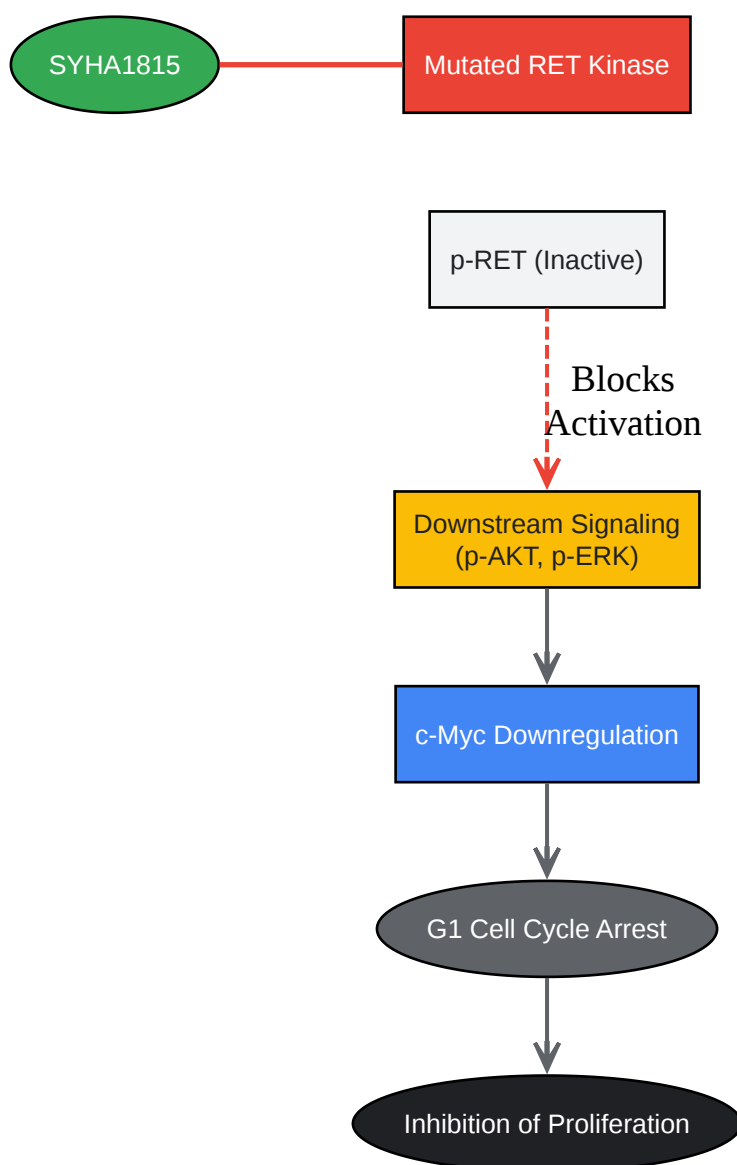 SYHA1815
Mutated RET Kinase
p-RET (Inactive)
Blocks
Activation
Downstream Signaling
(p-AKT, p-ERK)
c-Myc Downregulation
G1 Cell Cycle Arrest
Inhibition of Proliferation